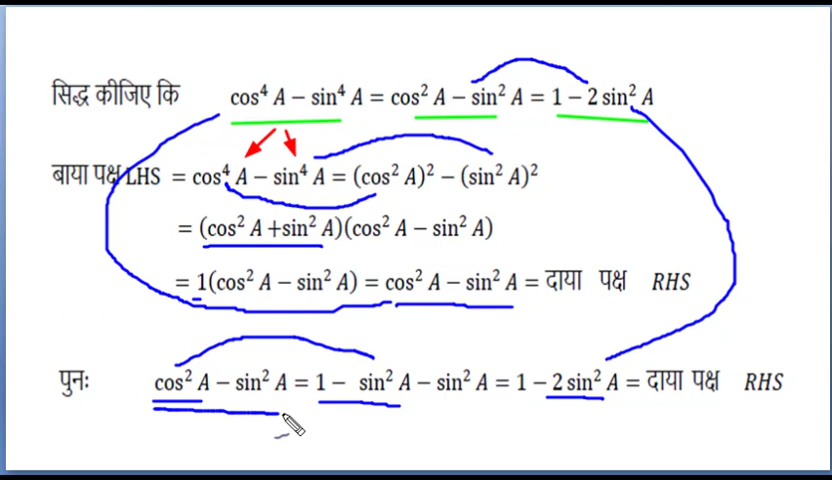 सिद्ध कीजिए कि cos⁴ A − sin⁴ A = cos² A − sin² A = 1 − 2 sin² A
बाया पक्ष LHS = cos⁴ A − sin⁴ A = (cos² A)² − (sin² A)²
= (cos² A +sin² A)(cos² A − sin² A)
= 1(cos² A − sin² A) = cos² A − sin² A = दाया पक्ष RHS
पुनः cos² A − sin² A = 1 − sin² A − sin² A = 1 − 2 sin² A = दाया पक्ष RHS